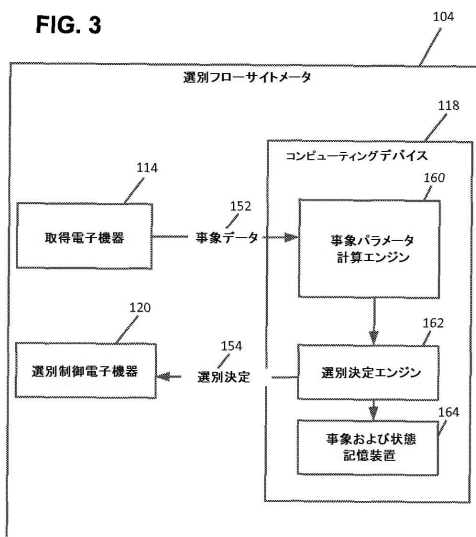 FIG. 3
104
選別フローサイトメータ
118
コンピューティングデバイス
114
取得電子機器
152
事象データ
160
事象パラメータ
計算エンジン
120
選別制御電子機器
154
選別決定
162
選別決定エンジン
164
事象および状態
記憶装置